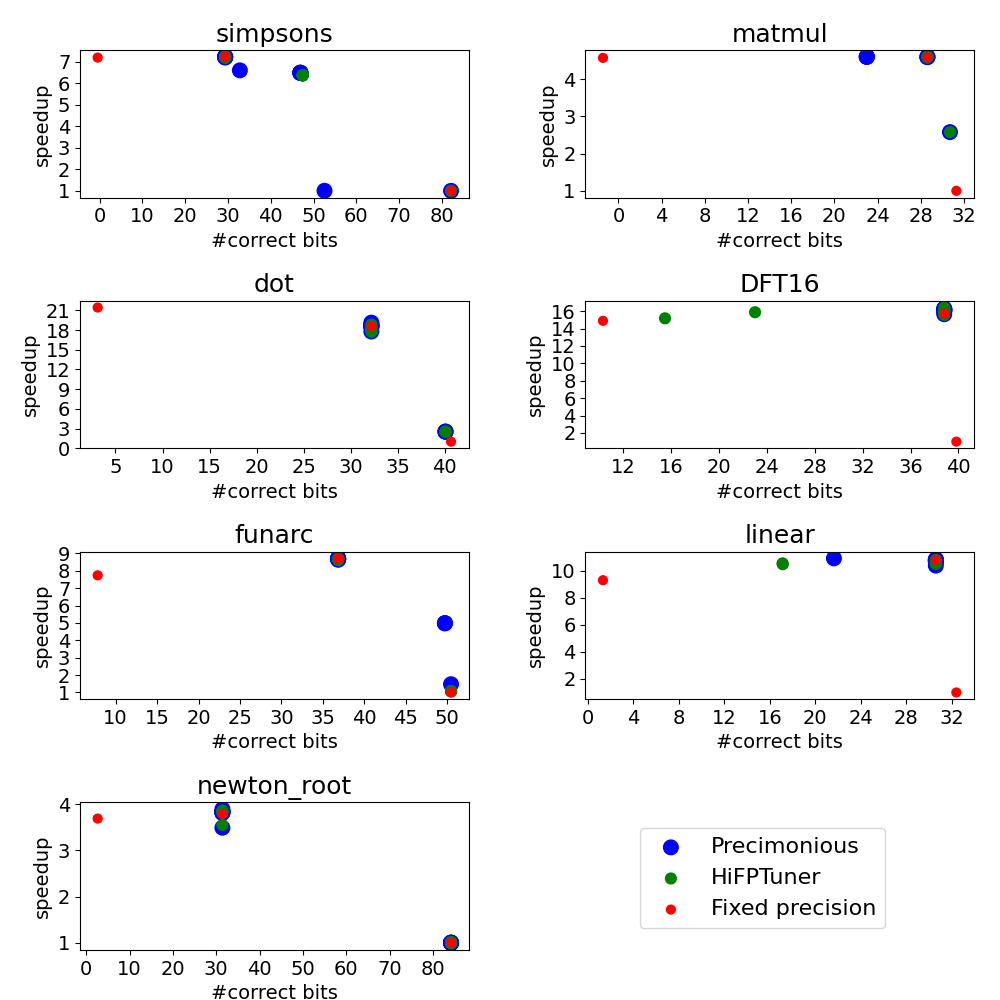 simpsons
speedup
7
6
5
4
3
2
1
0 10 20 30 40 50 60 70 80
#correct bits
matmul
speedup
4
3
2
1
0 4 8 12 16 20 24 28 32
#correct bits
dot
speedup
21
18
15
12
9
6
3
0
5 10 15 20 25 30 35 40
#correct bits
DFT16
speedup
16
14
12
10
8
6
4
2
12 16 20 24 28 32 36 40
#correct bits
funarc
speedup
9
8
7
6
5
4
3
2
1
10 15 20 25 30 35 40 45 50
#correct bits
linear
speedup
10
8
6
4
2
0 4 8 12 16 20 24 28 32
#correct bits
newton_root
speedup
4
3
2
1
0 10 20 30 40 50 60 70 80
#correct bits
Precimonious
HiFPTuner
Fixed precision